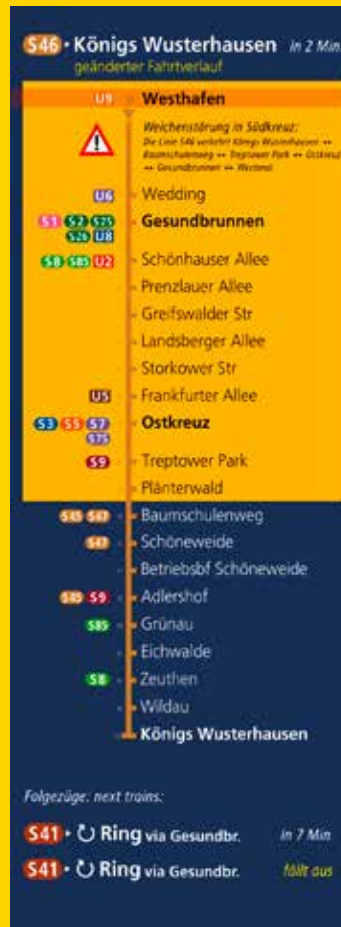 S46 • Königs Wusterhausen in 2 Min
geänderter Fahrtverlauf
U9 Westhafen
Weichenstörung in Südkreuz:
Die Linie S46 verkehrt Königs Wusterhausen ↔
Baumschulenweg ↔ Treptower Park ↔ Ostkreuz
↔ Gesundbrunnen ↔ Westend.
U6 Wedding
S1 S2 S25 Gesundbrunnen
S26 U8
S8 S85 U2 Schönhauser Allee
Prenzlauer Allee
Greifswalder Str
Landsberger Allee
Storkower Str
U5 Frankfurter Allee
S3 S5 S7 Ostkreuz
S75
S9 Treptower Park
Plänterwald
S45 S47 Baumschulenweg
S47 Schöneweide
Betriebsbf Schöneweide
S45 S9 Adlershof
S85 Grünau
Eichwalde
S8 Zeuthen
Wildau
Königs Wusterhausen
Folgezüge: next trains:
S41 • Ring via Gesundbr. in 7 Min
S41 • Ring via Gesundbr. fällt aus